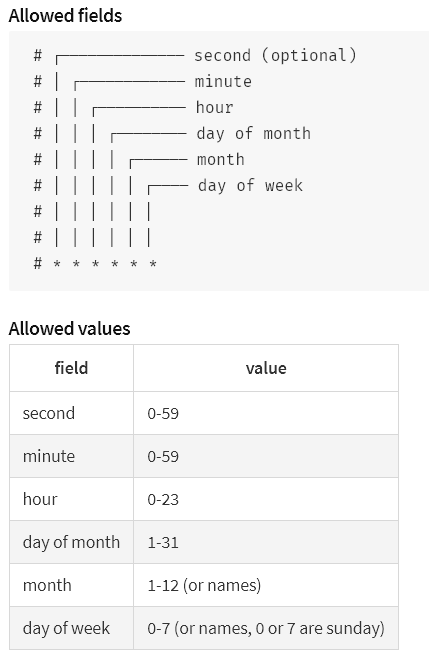 Allowed fields
# ┌────────────── second (optional)
# │ ┌──────────── minute
# │ │ ┌────────── hour
# │ │ │ ┌──────── day of month
# │ │ │ │ ┌────── month
# │ │ │ │ │ ┌──── day of week
# │ │ │ │ │ │
# │ │ │ │ │ │
# * * * * * *
Allowed values
field value
second 0-59
minute 0-59
hour 0-23
day of month 1-31
month 1-12 (or names)
day of week 0-7 (or names, 0 or 7 are sunday)